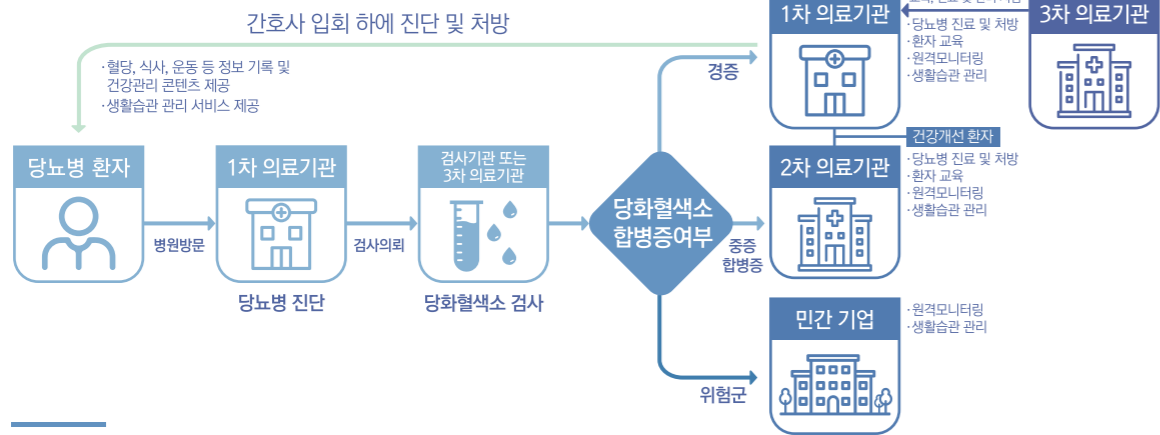 간호사 입회 하에 진단 및 처방
·혈당, 식사, 운동 등 정보 기록 및
건강관리 콘텐츠 제공
·생활습관 관리 서비스 제공
당뇨병 환자
병원방문
1차 의료기관
당뇨병 진단
검사의뢰
검사기관 또는
3차 의료기관
당화혈색소 검사
당화혈색소
합병증여부
경증
1차 의료기관
·당뇨병 진료 및 처방
·환자 교육
·원격모니터링
·생활습관 관리
3차 의료기관
건강개선 환자
중증
합병증
2차 의료기관
·당뇨병 진료 및 처방
·환자 교육
·원격모니터링
·생활습관 관리
위험군
민간 기업
·원격모니터링
·생활습관 관리